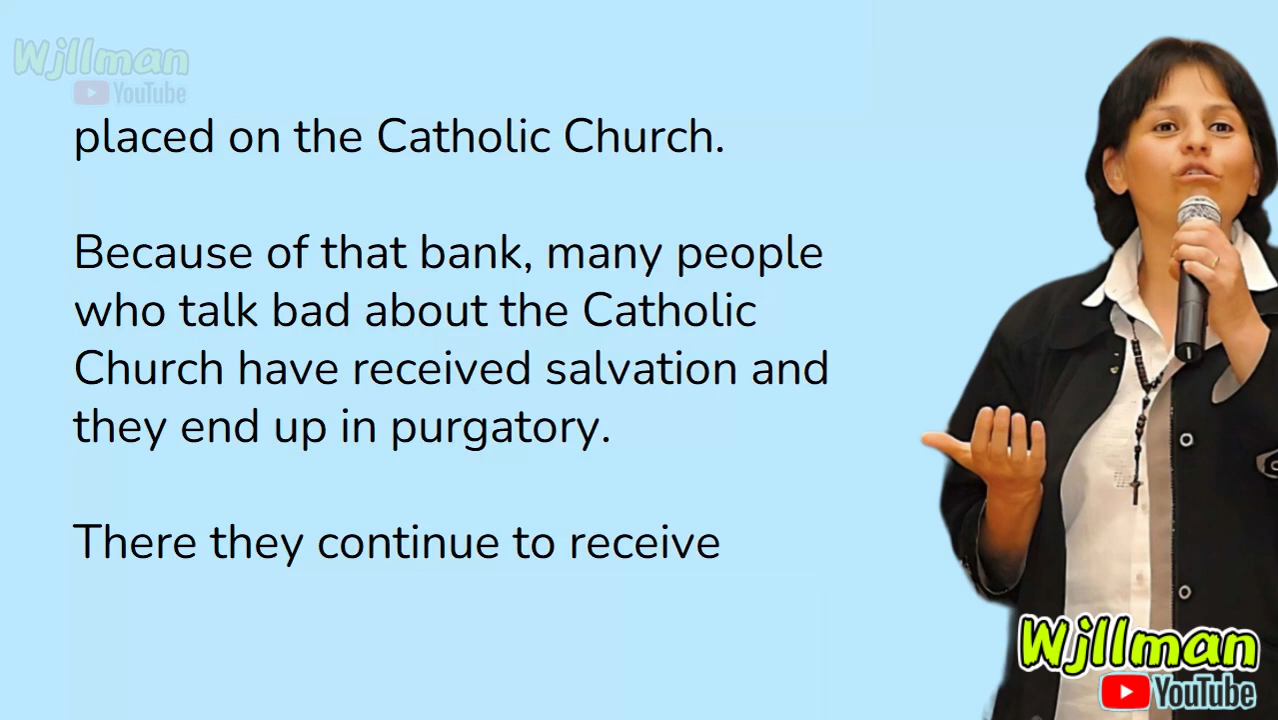 Wjllman
YouTube
placed on the Catholic Church.
Because of that bank, many people
who talk bad about the Catholic
Church have received salvation and
they end up in purgatory.
There they continue to receive
Wjllman
YouTube